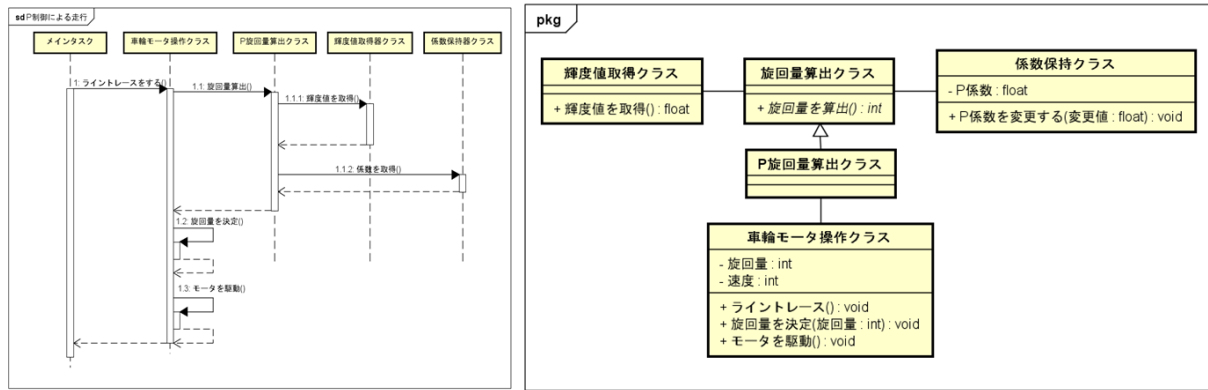 sd P制御による走行
メインタスク
車輪モータ操作クラス
P旋回量算出クラス
輝度値取得器クラス
係数保持器クラス
1: ライントレースをする()
1.1: 旋回量算出()
1.1.1: 輝度値を取得()
1.1.2: 係数を取得()
1.2: 旋回量を決定()
1.3: モータを駆動()
pkg
輝度値取得クラス
+ 輝度値を取得() : float
旋回量算出クラス
+ 旋回量を算出() : int
係数保持クラス
- P係数 : float
+ P係数を変更する(変更値 : float) : void
P旋回量算出クラス
車輪モータ操作クラス
- 旋回量 : int
- 速度 : int
+ ライントレース() : void
+ 旋回量を決定(旋回量 : int) : void
+ モータを駆動() : void